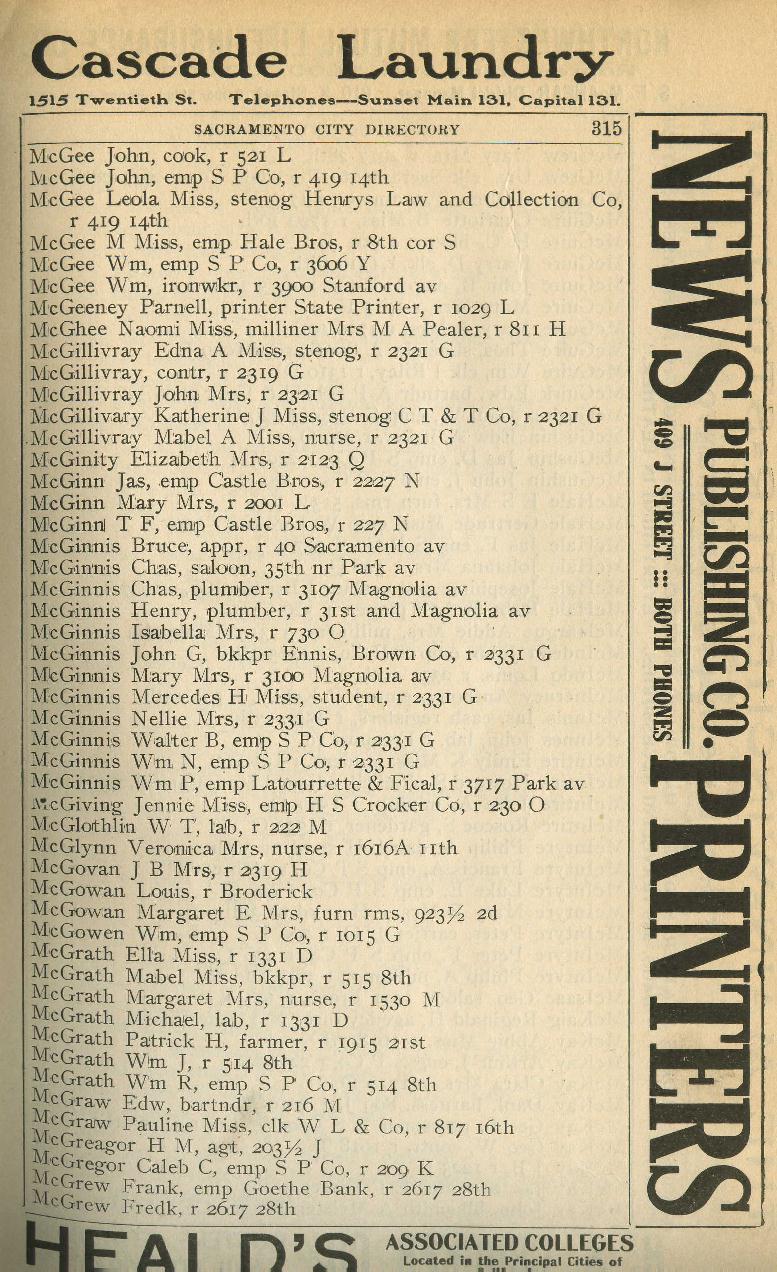 Cascade Laundry
1515 Twentieth St. Telephones---Sunset Main 131, Capital 131.
SACRAMENTO CITY DIRECTORY 315
McGee John, cook, r 521 L
McGee John, emp S P Co, r 419 14th
McGee Leola Miss, stenog Henrys Law and Collection Co,
r 419 14th
McGee M Miss, emp Hale Bros, r 8th cor S
McGee Wm, emp S P Co, r 3606 Y
McGee Wm, ironwkr, r 3900 Stanford av
McGeeney Parnell, printer State Printer, r 1029 L
McGhee Naomi Miss, milliner Mrs M A Pealer, r 811 H
McGillivray Edna A Miss, stenog, r 2321 G
McGillivray, contr, r 2319 G
McGillivray John Mrs, r 2321 G
McGillivary Katherine J Miss, stenog C T & T Co, r 2321 G
McGillivray Mabel A Miss, nurse, r 2321 G
McGinity Elizabeth Mrs, r 2123 Q
McGinn Jas, emp Castle Bros, r 2227 N
McGinn Mary Mrs, r 2001 L
McGinn T F, emp Castle Bros, r 227 N
McGinnis Bruce, appr, r 40 Sacramento av
McGinnis Chas, saloon, 35th nr Park av
McGinnis Chas, plumber, r 3107 Magnolia av
McGinnis Henry, plumber, r 31st and Magnolia av
McGinnis Isabella Mrs, r 730 O
McGinnis John G, bkkpr Ennis, Brown Co, r 2331 G
McGinnis Mary Mrs, r 3100 Magnolia av
McGinnis Mercedes H Miss, student, r 2331 G
McGinnis Nellie Mrs, r 2331 G
McGinnis Walter B, emp S P Co, r 2331 G
McGinnis Wm N, emp S P Co, r 2331 G
McGinnis Wm P, emp Latourrette & Fical, r 3717 Park av
McGiving Jennie Miss, emp H S Crocker Co, r 230 O
McGlothlin W T, lab, r 222 M
McGlynn Veronica Mrs, nurse, r 1616A 11th
McGovan J B Mrs, r 2319 H
McGowan Louis, r Broderick
McGowan Margaret E Mrs, furn rms, 923½ 2d
McGowen Wm, emp S P Co, r 1015 G
McGrath Ella Miss, r 1331 D
McGrath Mabel Miss, bkkpr, r 515 8th
McGrath Margaret Mrs, nurse, r 1530 M
McGrath Michael, lab, r 1331 D
McGrath Patrick H, farmer, r 1915 21st
McGrath Wm J, r 514 8th
McGrath Wm R, emp S P Co, r 514 8th
McGraw Edw, bartndr, r 216 M
McGraw Pauline Miss, clk W L & Co, r 817 16th
McGreagor H M, agt, 203½ J
McGregor Caleb C, emp S P Co, r 209 K
McGrew Frank, emp Goethe Bank, r 2617 28th
McGrew Fredk, r 2617 28th
NEWS PUBLISHING CO. PRINTERS
409 J STREET ::: BOTH PHONES
HEALD'S ASSOCIATED COLLEGES
Located in the Principal Cities of